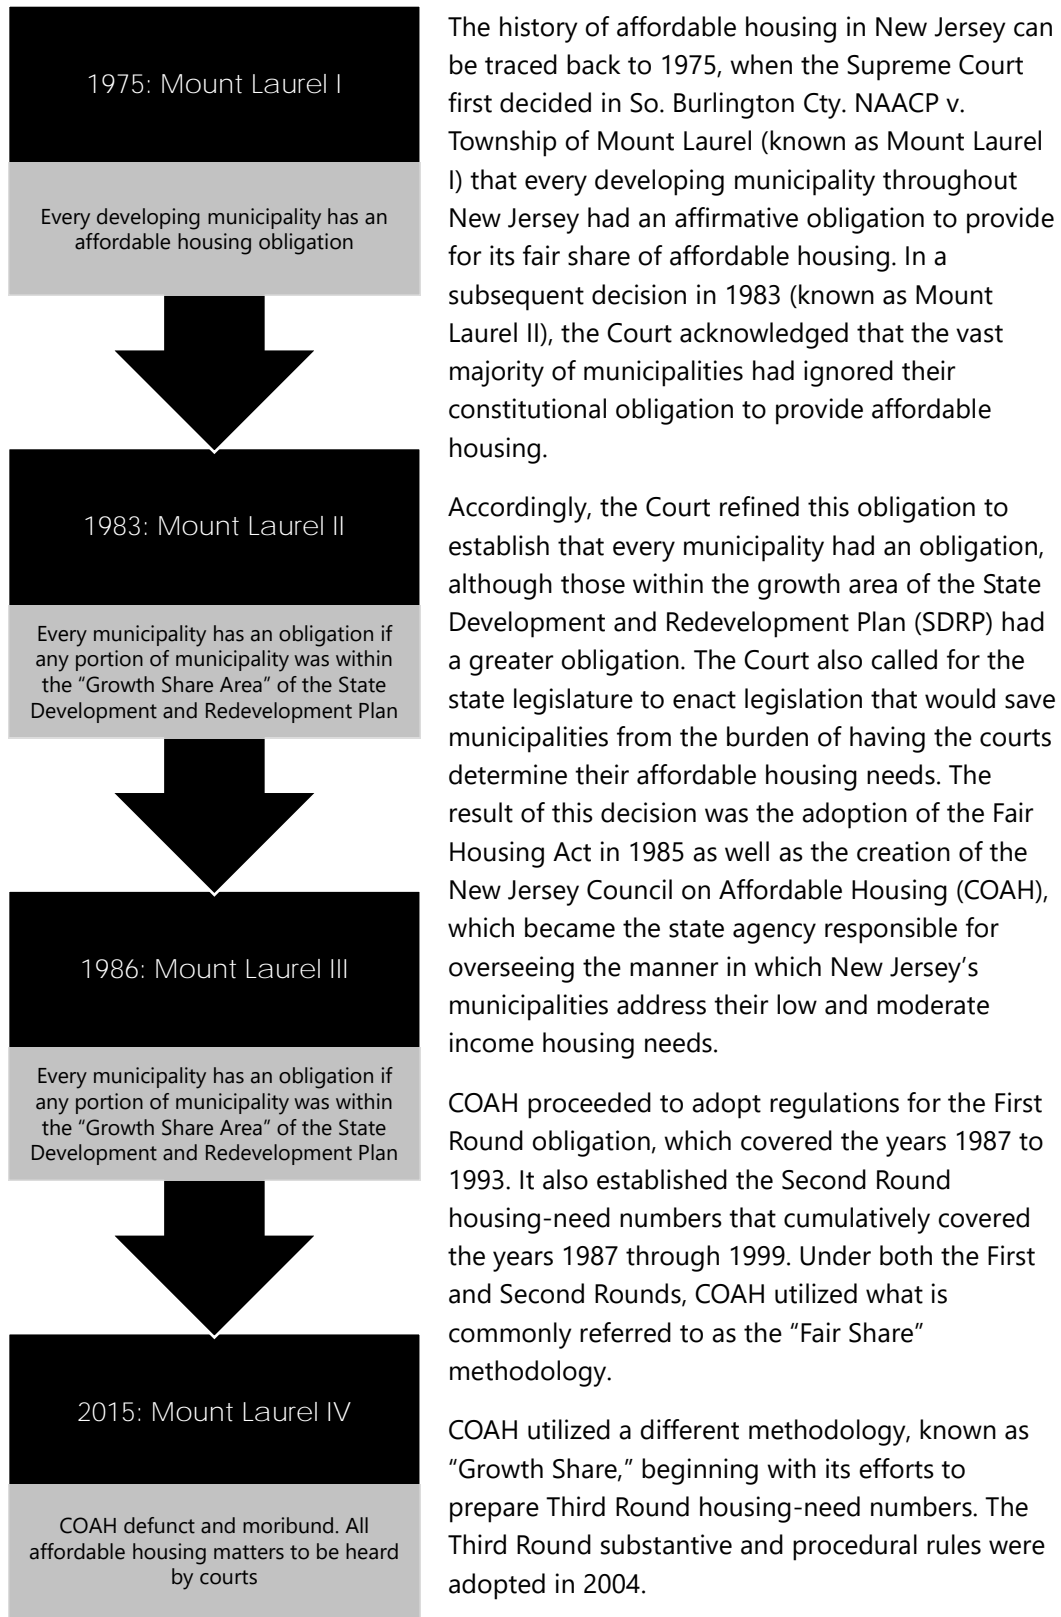 1975: Mount Laurel I
Every developing municipality has an
affordable housing obligation
1983: Mount Laurel II
Every municipality has an obligation if
any portion of municipality was within
the “Growth Share Area” of the State
Development and Redevelopment Plan
1986: Mount Laurel III
Every municipality has an obligation if
any portion of municipality was within
the “Growth Share Area” of the State
Development and Redevelopment Plan
2015: Mount Laurel IV
COAH defunct and moribund. All
affordable housing matters to be heard
by courts
The history of affordable housing in New Jersey can
be traced back to 1975, when the Supreme Court
first decided in So. Burlington Cty. NAACP v.
Township of Mount Laurel (known as Mount Laurel
I) that every developing municipality throughout
New Jersey had an affirmative obligation to provide
for its fair share of affordable housing. In a
subsequent decision in 1983 (known as Mount
Laurel II), the Court acknowledged that the vast
majority of municipalities had ignored their
constitutional obligation to provide affordable
housing.
Accordingly, the Court refined this obligation to
establish that every municipality had an obligation,
although those within the growth area of the State
Development and Redevelopment Plan (SDRP) had
a greater obligation. The Court also called for the
state legislature to enact legislation that would save
municipalities from the burden of having the courts
determine their affordable housing needs. The
result of this decision was the adoption of the Fair
Housing Act in 1985 as well as the creation of the
New Jersey Council on Affordable Housing (COAH),
which became the state agency responsible for
overseeing the manner in which New Jersey’s
municipalities address their low and moderate
income housing needs.
COAH proceeded to adopt regulations for the First
Round obligation, which covered the years 1987 to
1993. It also established the Second Round
housing-need numbers that cumulatively covered
the years 1987 through 1999. Under both the First
and Second Rounds, COAH utilized what is
commonly referred to as the “Fair Share”
methodology.
COAH utilized a different methodology, known as
“Growth Share,” beginning with its efforts to
prepare Third Round housing-need numbers. The
Third Round substantive and procedural rules were
adopted in 2004.